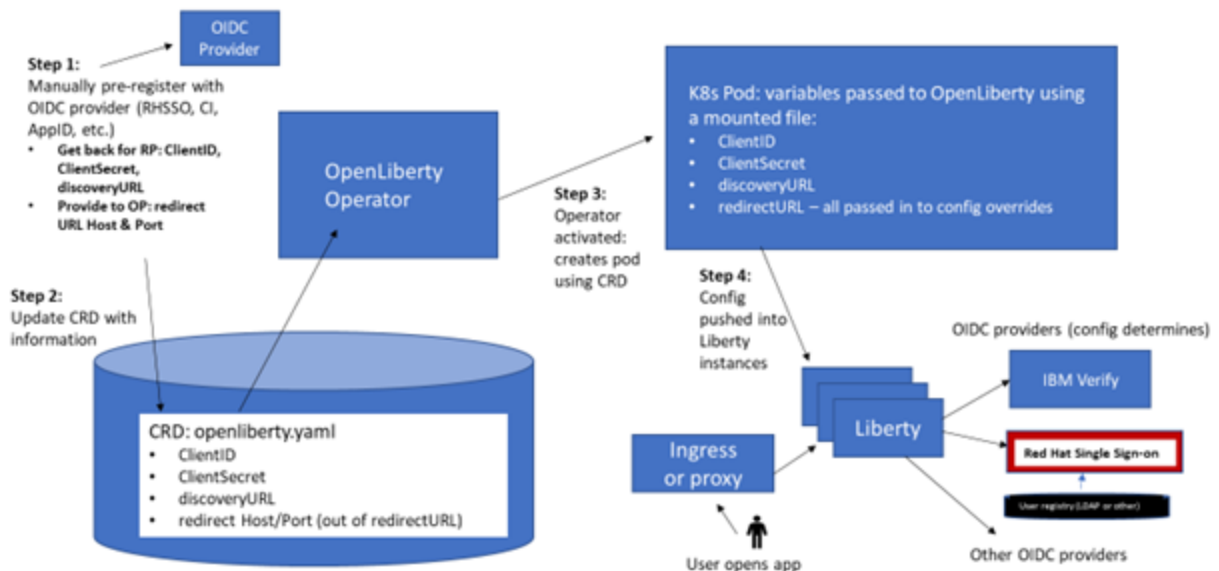 OIDC
Provider
Step 1:
Manually pre-register with
OIDC provider (RHSSO, CI,
AppID, etc.)
• Get back for RP: ClientID,
ClientSecret,
discoveryURL
• Provide to OP: redirect
URL Host & Port
Step 2:
Update CRD with
information
CRD: openliberty.yaml
• ClientID
• ClientSecret
• discoveryURL
• redirect Host/Port (out of redirectURL)
OpenLiberty
Operator
Step 3:
Operator
activated:
creates pod
using CRD
K8s Pod: variables passed to OpenLiberty using
a mounted file:
• ClientID
• ClientSecret
• discoveryURL
• redirectURL – all passed in to config overrides
Step 4:
Config
pushed into
Liberty
instances
Liberty
Ingress
or proxy
User opens app
OIDC providers (config determines)
IBM Verify
Red Hat Single Sign-on
User registry (LDAP or other)
Other OIDC providers